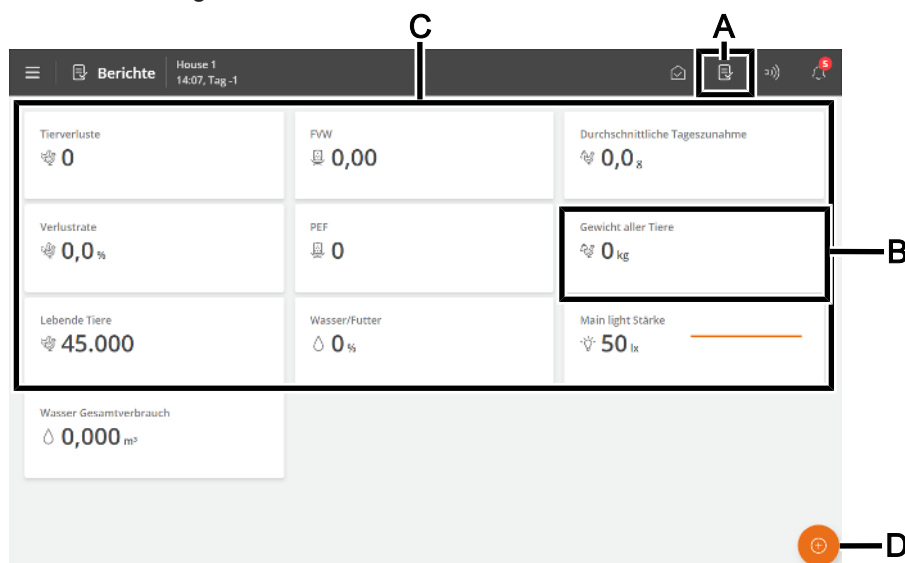 C
A
Berichte
House 1
14:07, Tag -1
5
Tierverluste
0
FVW
0,00
Durchschnittliche Tageszunahme
0,0 g
Verlustrate
0,0 %
PEF
0
Gewicht aller Tiere
0 kg
B
Lebende Tiere
45.000
Wasser/Futter
0 %
Main light Stärke
50 lx
Wasser Gesamtverbrauch
0,000 m³
D